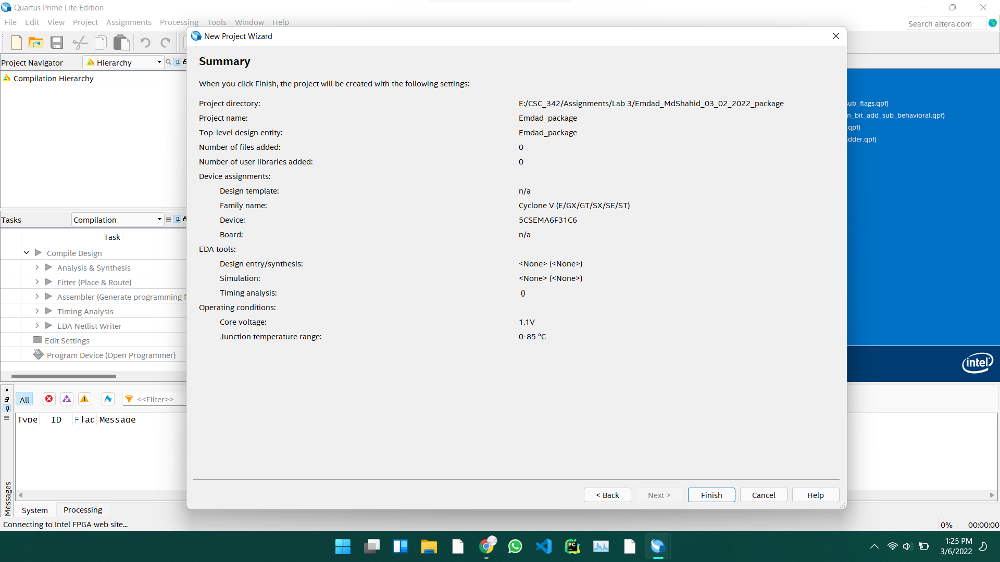 Quartus Prime Lite Edition
File Edit View Project Assignments Processing Tools Window Help
Search altera.com
New Project Wizard
Project Navigator
Hierarchy
Compilation Hierarchy
Summary
When you click Finish, the project will be created with the following settings:
Project directory: E:/CSC_342/Assignments/Lab 3/Emdad_MdShahid_03_02_2022_package
Project name: Emdad_package
Top-level design entity: Emdad_package
Number of files added: 0
Number of user libraries added: 0
Device assignments:
Design template: n/a
Family name: Cyclone V (E/GX/GT/SX/SE/ST)
Device: 5CSEMA6F31C6
Board: n/a
EDA tools:
Design entry/synthesis: <None> (<None>)
Simulation: <None> (<None>)
Timing analysis: ()
Operating conditions:
Core voltage: 1.1V
Junction temperature range: 0-85 °C
< Back Next > Finish Cancel Help
sub_flags.qpf)
n_bit_add_sub_behavioral.qpf)
.qpf)
dder.qpf)
intel
Tasks
Compilation
Task
Compile Design
Analysis & Synthesis
Fitter (Place & Route)
Assembler (Generate programming f
Timing Analysis
EDA Netlist Writer
Edit Settings
Program Device (Open Programmer)
All
<<Filter>>
Type ID Flag Message
Messages
System Processing
Connecting to Intel FPGA web site...
0% 00:00:00
PC
1:25 PM
3/6/2022